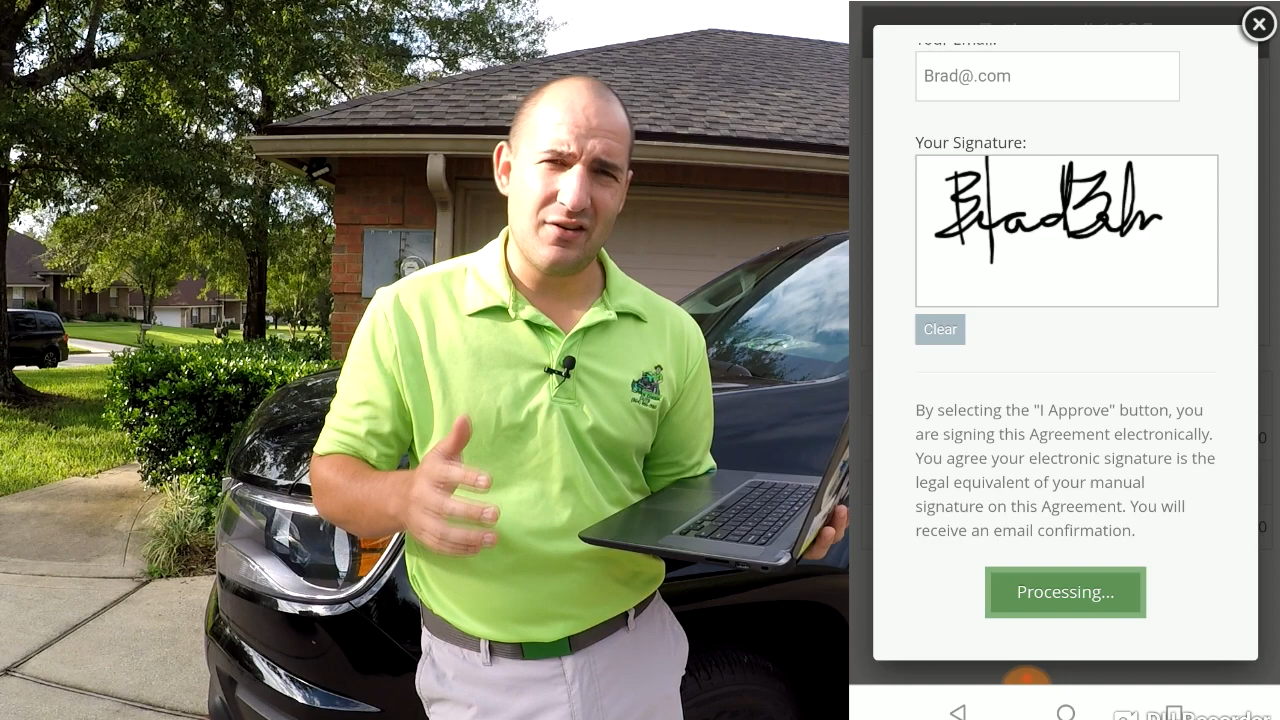 Brad@.com
Your Signature:
Brad
Clear
By selecting the "I Approve" button, you
are signing this Agreement electronically.
You agree your electronic signature is the
legal equivalent of your manual
signature on this Agreement. You will
receive an email confirmation.
Processing...